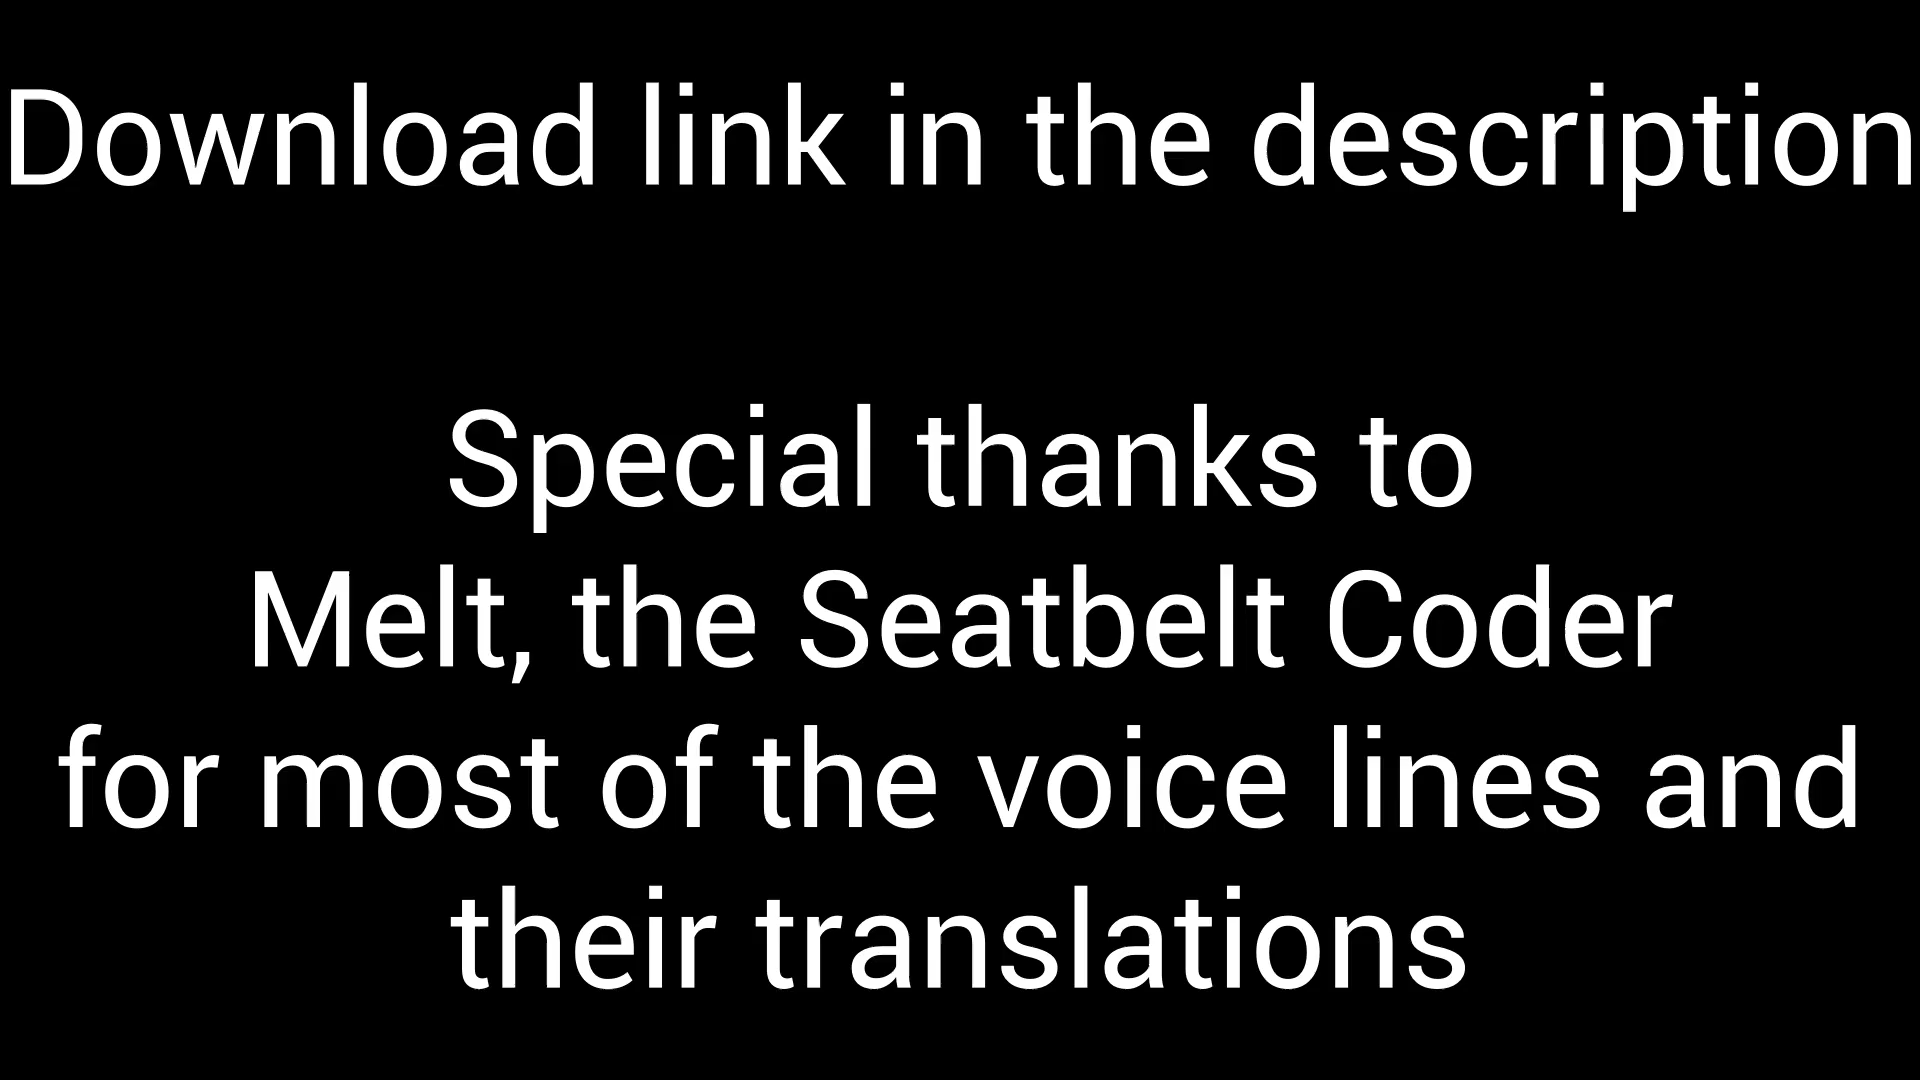 Download link in the description
Special thanks to
Melt, the Seatbelt Coder
for most of the voice lines and
their translations